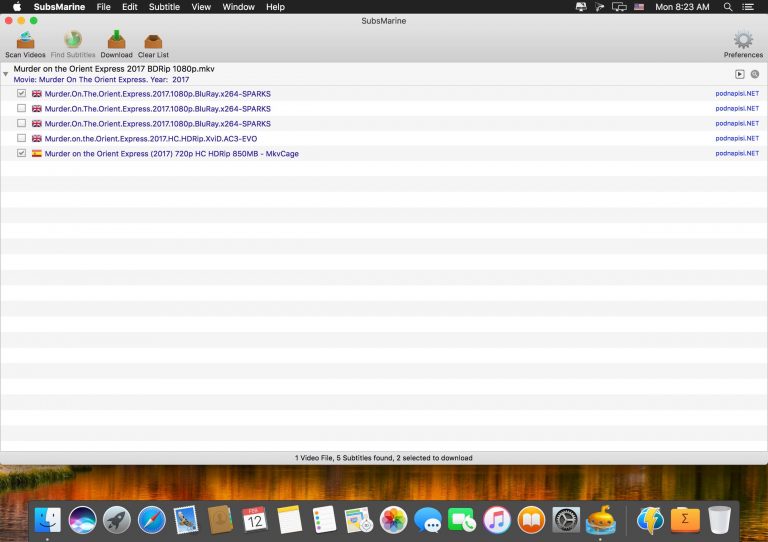 SubsMarine File Edit Subtitle View Window Help Mon 8:23 AM
SubsMarine
Scan Videos Find Subtitles Download Clear List Preferences
Murder on the Orient Express 2017 BDRip 1080p.mkv
Movie: Murder On The Orient Express. Year: 2017
Murder.On.The.Orient.Express.2017.1080p.BluRay.x264-SPARKS podnapisi.NET
Murder.On.The.Orient.Express.2017.1080p.BluRay.x264-SPARKS podnapisi.NET
Murder.On.The.Orient.Express.2017.1080p.BluRay.x264-SPARKS podnapisi.NET
Murder.on.the.Orient.Express.2017.HC.HDRip.XviD.AC3-EVO podnapisi.NET
Murder on the Orient Express (2017) 720p HC HDRip 850MB - MkvCage podnapisi.NET
1 Video File, 5 Subtitles found, 2 selected to download
FEB
12
Σ